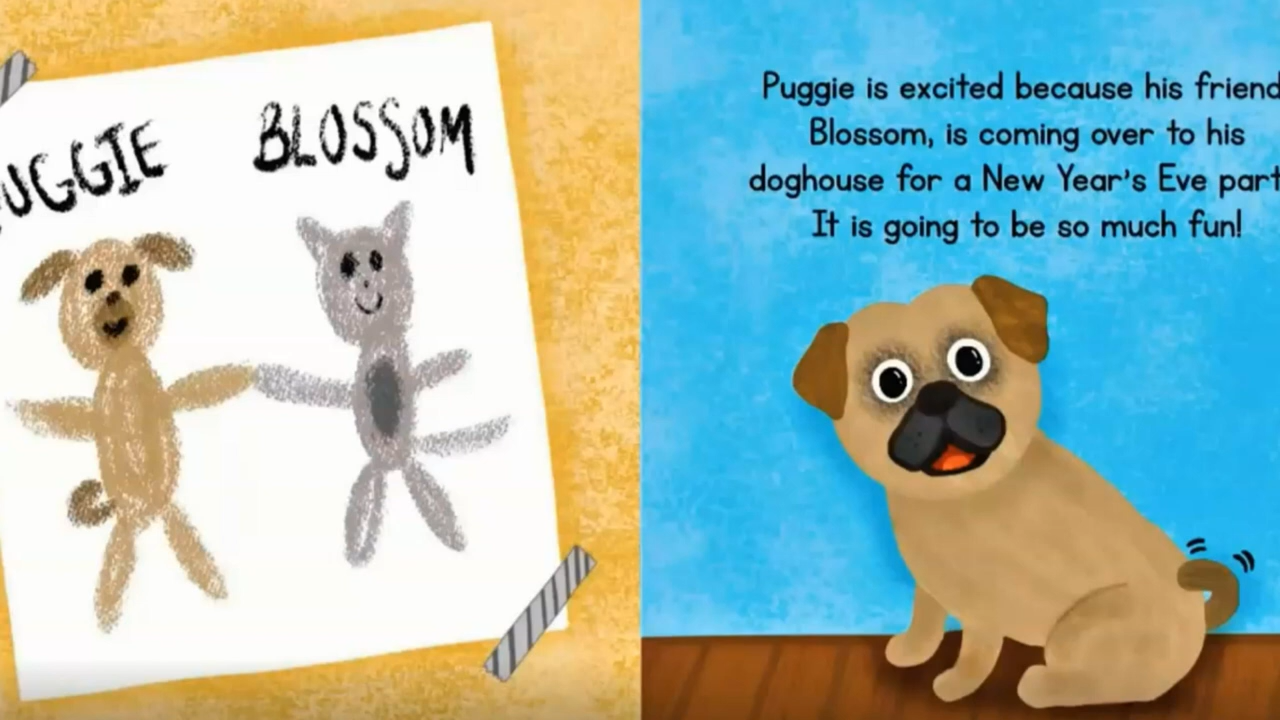 UGGIE BLOSSOM
Puggie is excited because his friend
Blossom, is coming over to his
doghouse for a New Year's Eve part
It is going to be so much fun!